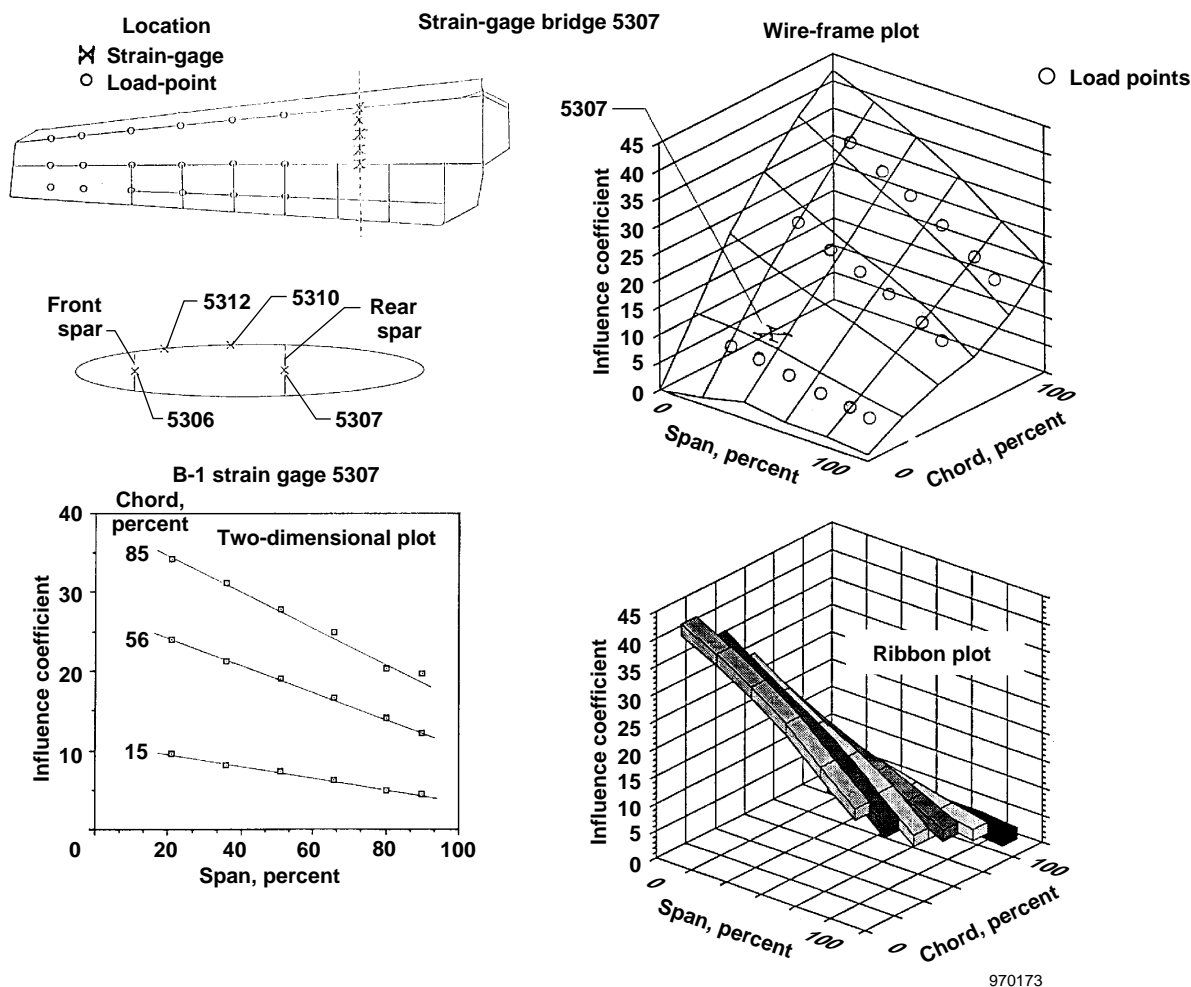 Strain-gage bridge 5307
Location
Strain-gage
Load-point
Front
spar
5312
5310
Rear
spar
5306
5307
Wire-frame plot
Load points
5307
45
40
35
30
25
20
15
10
5
0
Influence coefficient
0
Span, percent
100
0
Chord, percent
100
B-1 strain gage 5307
Chord,
percent
Two-dimensional plot
85
56
15
40
30
20
10
0
Influence coefficient
20
40
60
80
100
Span, percent
Ribbon plot
45
40
35
30
25
20
15
10
5
0
Influence coefficient
0
Span, percent
100
0
Chord, percent
100
970173